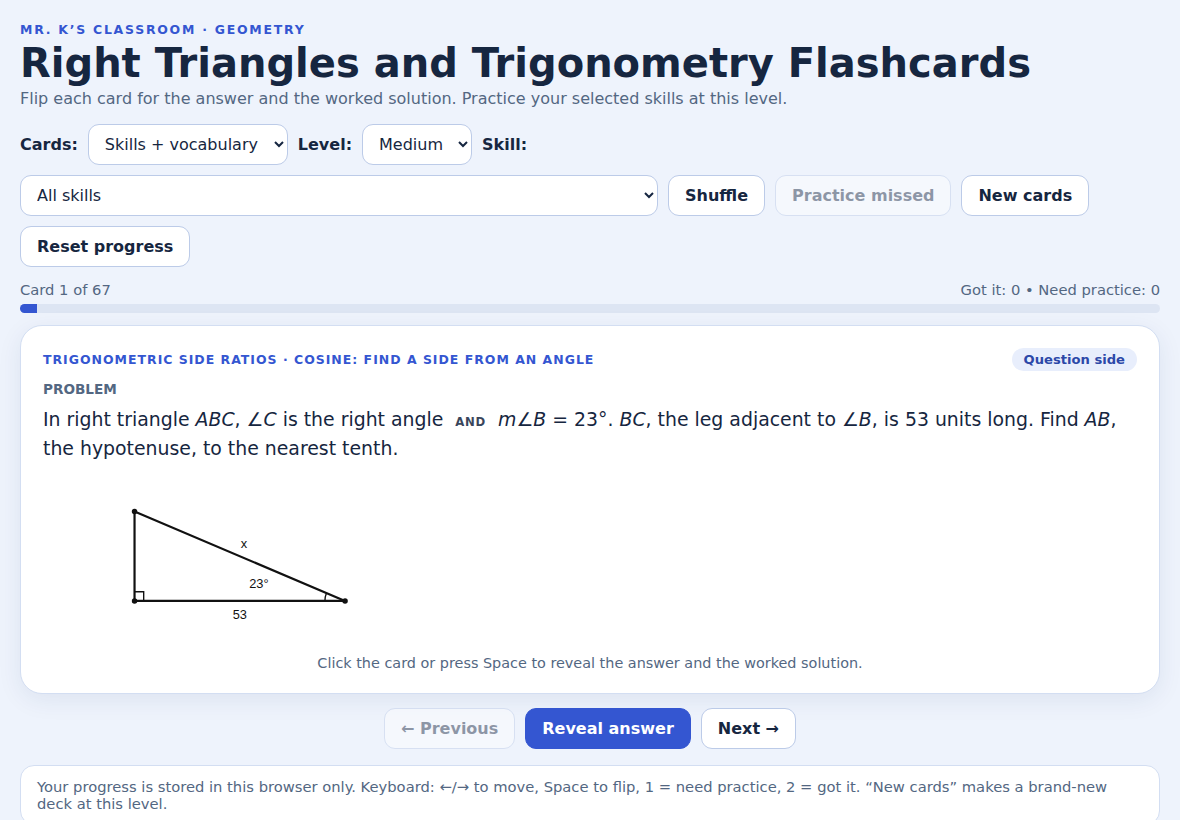 MR. K’S CLASSROOM · GEOMETRY
Right Triangles and Trigonometry Flashcards
Flip each card for the answer and the worked solution. Practice your selected skills at this level.
Cards: Skills + vocabulary Level: Medium Skill:
All skills Shuffle Practice missed New cards
Reset progress
Card 1 of 67 Got it: 0 • Need practice: 0
TRIGONOMETRIC SIDE RATIOS · COSINE: FIND A SIDE FROM AN ANGLE Question side
PROBLEM
In right triangle ABC, ∠C is the right angle AND m∠B = 23°. BC, the leg adjacent to ∠B, is 53 units long. Find AB,
the hypotenuse, to the nearest tenth.
x
23°
53
Click the card or press Space to reveal the answer and the worked solution.
← Previous Reveal answer Next →
Your progress is stored in this browser only. Keyboard: ←/→ to move, Space to flip, 1 = need practice, 2 = got it. “New cards” makes a brand-new
deck at this level.